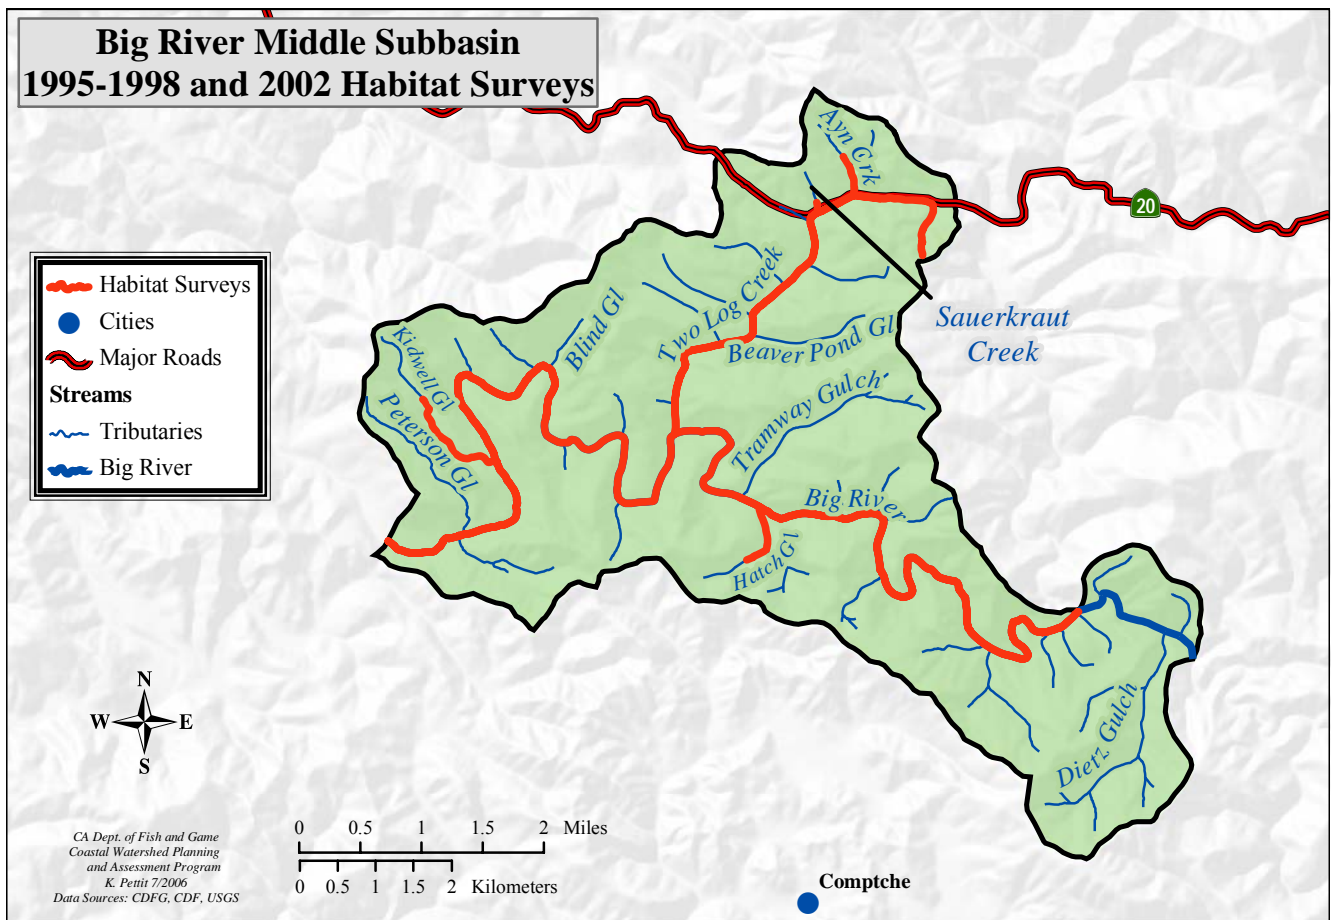 Big River Middle Subbasin
1995-1998 and 2002 Habitat Surveys
Ayn Crk
20
Habitat Surveys
Cities
Major Roads
Streams
Tributaries
Big River
Sauerkraut
Creek
Two Log Creek
Blind Gl
Beaver Pond Gl
Kidwell Gl
Peterson Gl
Tramway Gulch
Big River
Hatch Gl
Dietz Gulch
N
W E
S
CA Dept. of Fish and Game
Coastal Watershed Planning
and Assessment Program
K. Pettit 7/2006
Data Sources: CDFG, CDF, USGS
0 0.5 1 1.5 2 Miles
0 0.5 1 1.5 2 Kilometers
Comptche